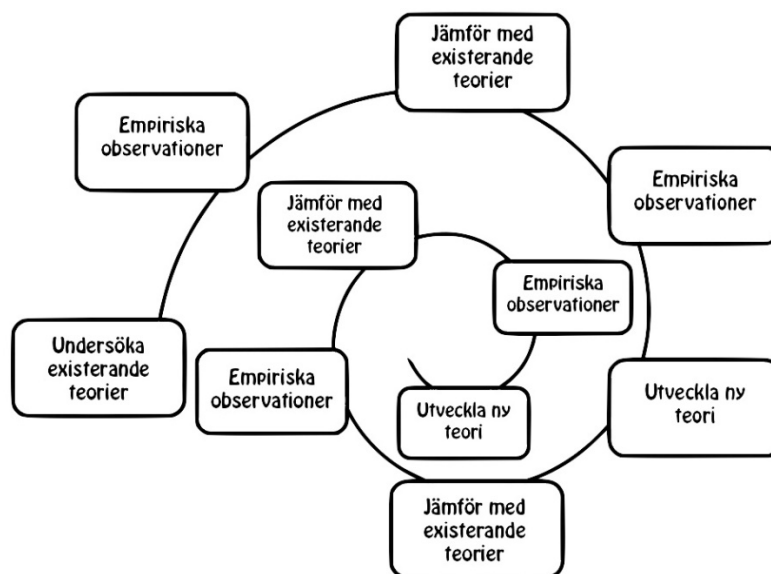 Jämför med
existerande
teorier
Empiriska
observationer
Empiriska
observationer
Jämför med
existerande
teorier
Empiriska
observationer
Undersöka
existerande
teorier
Empiriska
observationer
Utveckla ny
teori
Utveckla ny
teori
Jämför med
existerande
teorier